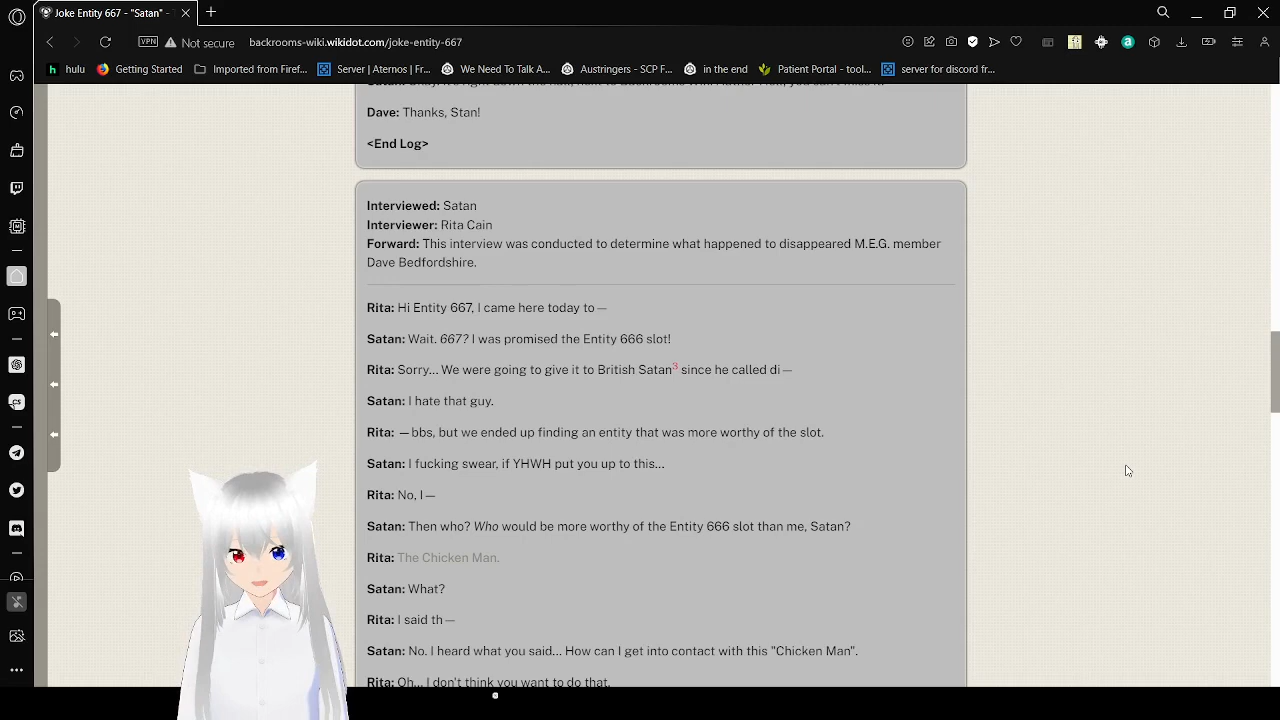 Joke Entity 667 - "Satan" -
VPN Not secure backrooms-wiki.wikidot.com/joke-entity-667
hulu Getting Started Imported from Firef... Server | Aternos | Fr... We Need To Talk A... Austringers - SCP F... in the end Patient Portal - tool... server for discord fr...
Dave: Thanks, Stan!
<End Log>
Interviewed: Satan
Interviewer: Rita Cain
Forward: This interview was conducted to determine what happened to disappeared M.E.G. member
Dave Bedfordshire.
Rita: Hi Entity 667, I came here today to—
Satan: Wait. 667? I was promised the Entity 666 slot!
Rita: Sorry... We were going to give it to British Satan3 since he called di—
Satan: I hate that guy.
Rita: —bbs, but we ended up finding an entity that was more worthy of the slot.
Satan: I fucking swear, if YHWH put you up to this...
Rita: No, I—
Satan: Then who? Who would be more worthy of the Entity 666 slot than me, Satan?
Rita: The Chicken Man.
Satan: What?
Rita: I said th—
Satan: No. I heard what you said... How can I get into contact with this "Chicken Man".
Rita: Oh... I don't think you want to do that.